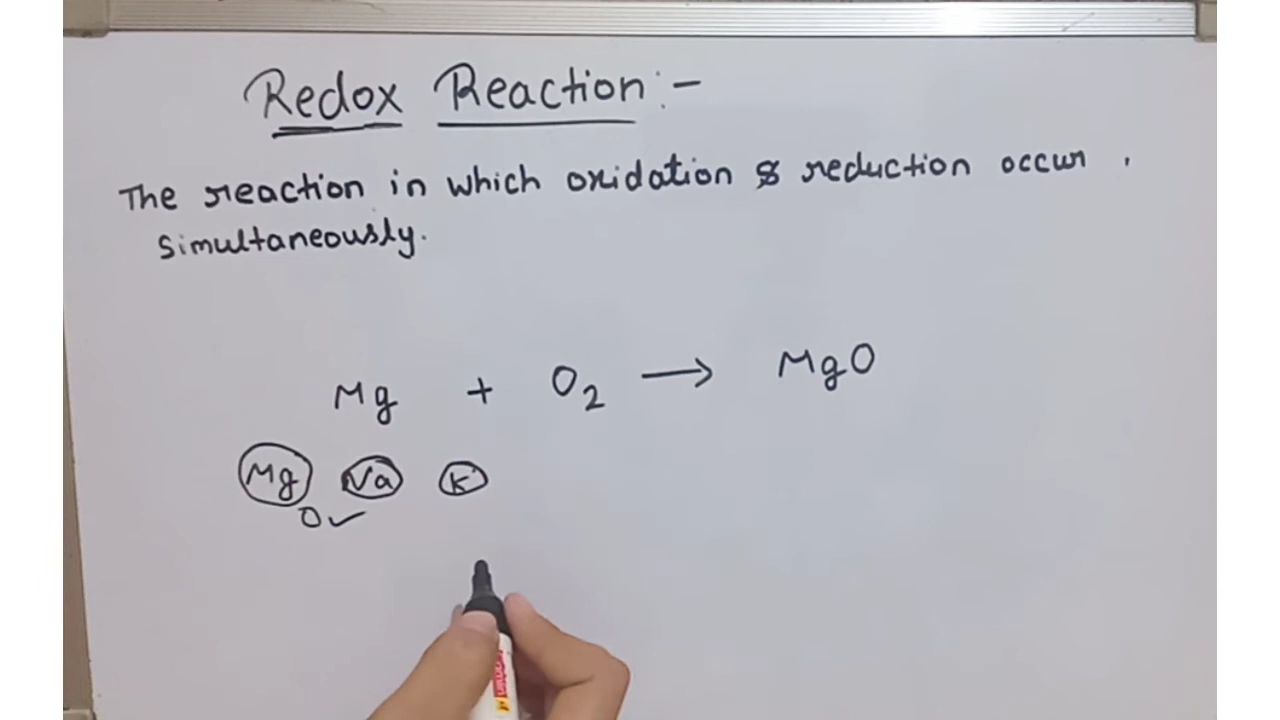 Redox Reaction :-
The reaction in which oxidation & reduction occur .
simultaneously.
Mg + O2 → MgO
Mg Na K
O ✓